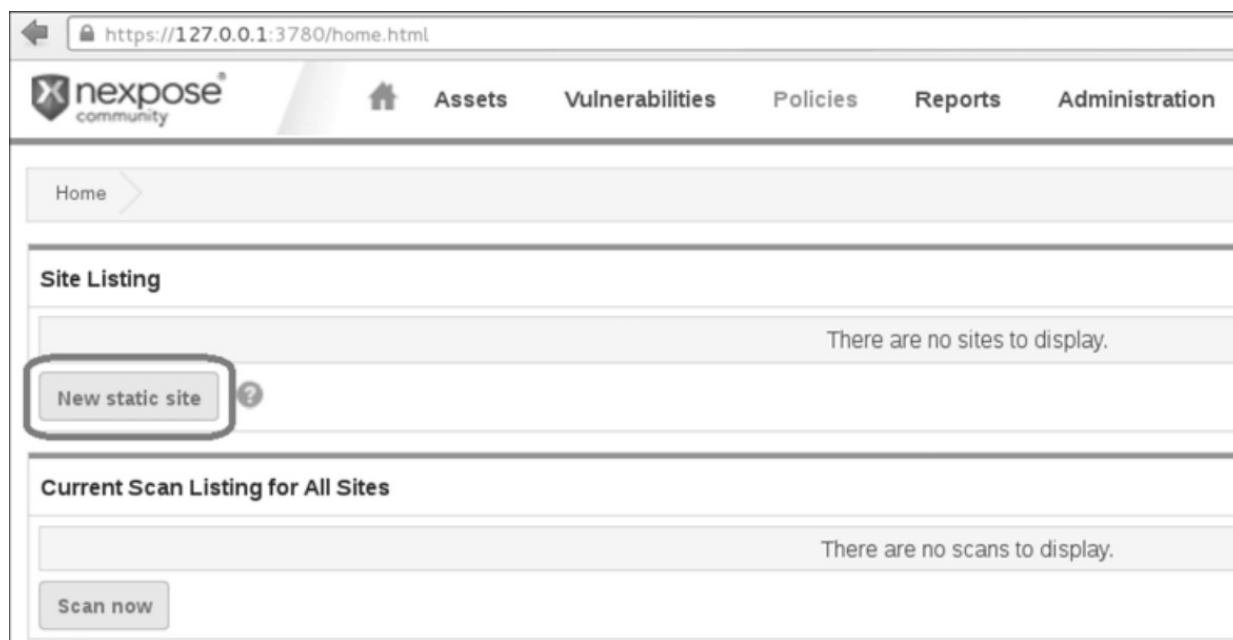 https://127.0.0.1:3780/home.html
nexpose®
community
Assets Vulnerabilities Policies Reports Administration
Home
Site Listing
There are no sites to display.
New static site ?
Current Scan Listing for All Sites
There are no scans to display.
Scan now